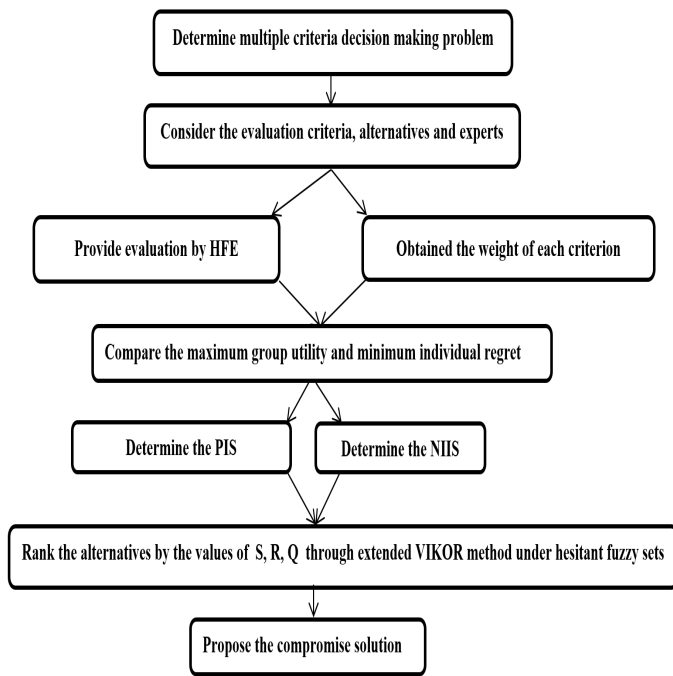 Determine multiple criteria decision making problem
Consider the evaluation criteria, alternatives and experts
Provide evaluation by HFE
Obtained the weight of each criterion
Compare the maximum group utility and minimum individual regret
Determine the PIS
Determine the NIIS
Rank the alternatives by the values of S, R, Q through extended VIKOR method under hesitant fuzzy sets
Propose the compromise solution